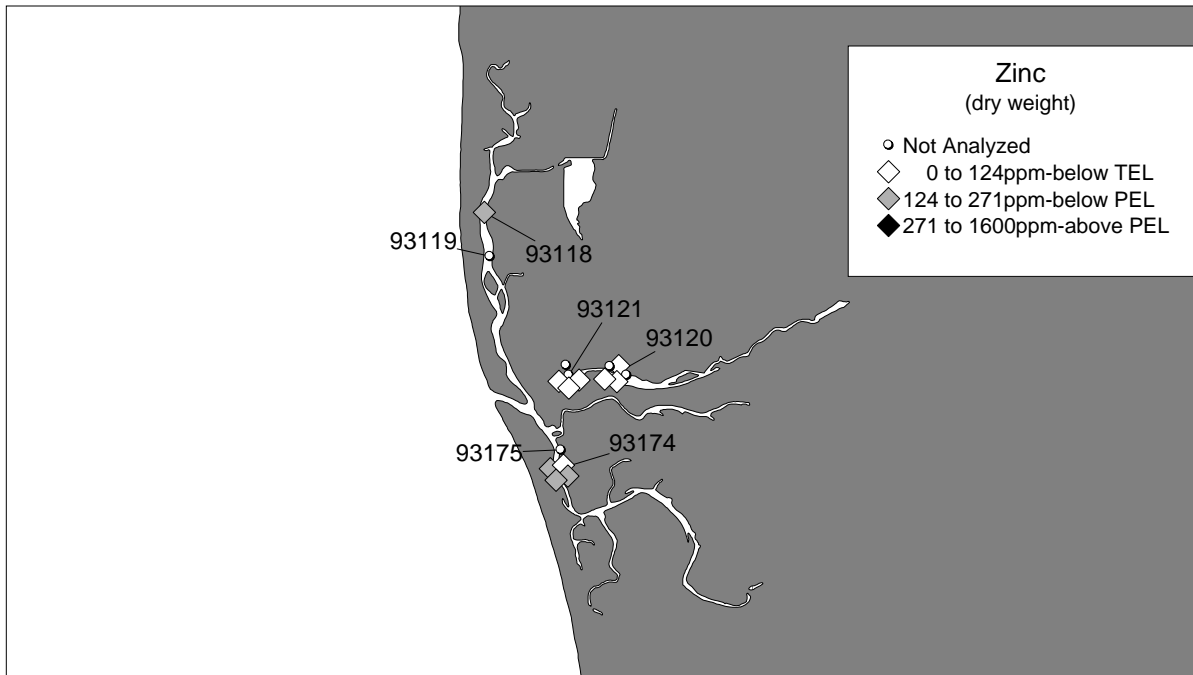 Zinc
(dry weight)
Not Analyzed
0 to 124ppm-below TEL
124 to 271ppm-below PEL
271 to 1600ppm-above PEL
93119
93118
93121
93120
93175
93174